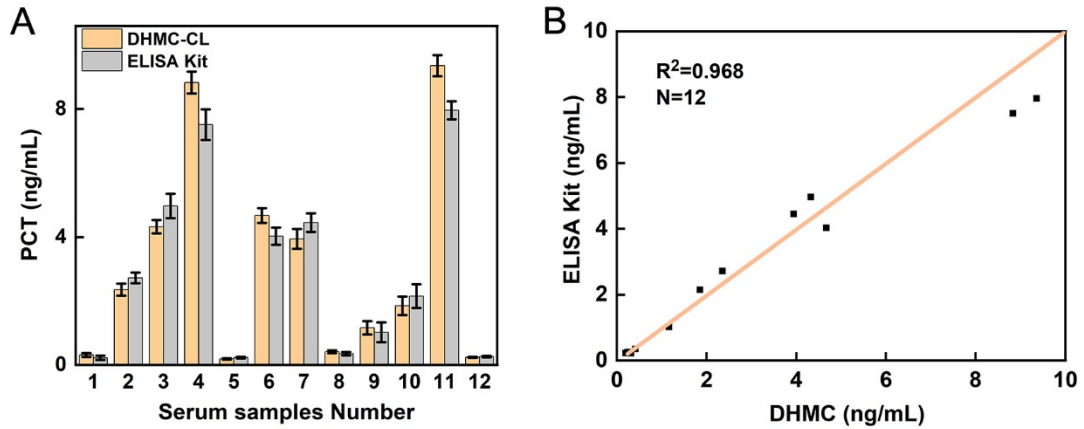 A
DHMC-CL
ELISA Kit
8
4
0
PCT (ng/mL)
1 2 3 4 5 6 7 8 9 10 11 12
Serum samples Number
B
R²=0.968
N=12
10
8
6
4
2
0
ELISA Kit (ng/mL)
0 2 4 6 8 10
DHMC (ng/mL)